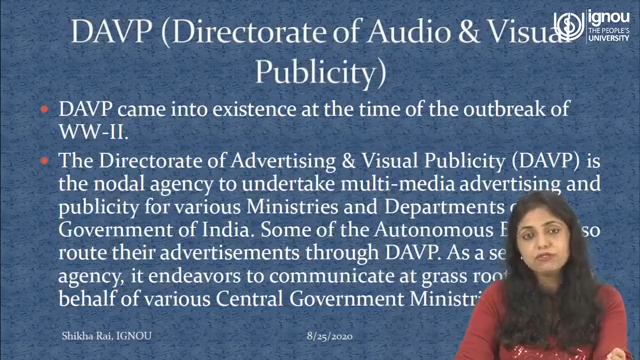 ignou
THE PEOPLE'S
UNIVERSITY
DAVP (Directorate of Audio & Visual
Publicity)
• DAVP came into existence at the time of the outbreak of
WW-II.
• The Directorate of Advertising & Visual Publicity (DAVP) is
the nodal agency to undertake multi-media advertising and
publicity for various Ministries and Departments
Government of India. Some of the Autonomous so
route their advertisements through DAVP. As a
agency, it endeavors to communicate at grass
behalf of various Central Government
Shikha Rai, IGNOU
8/25/2020